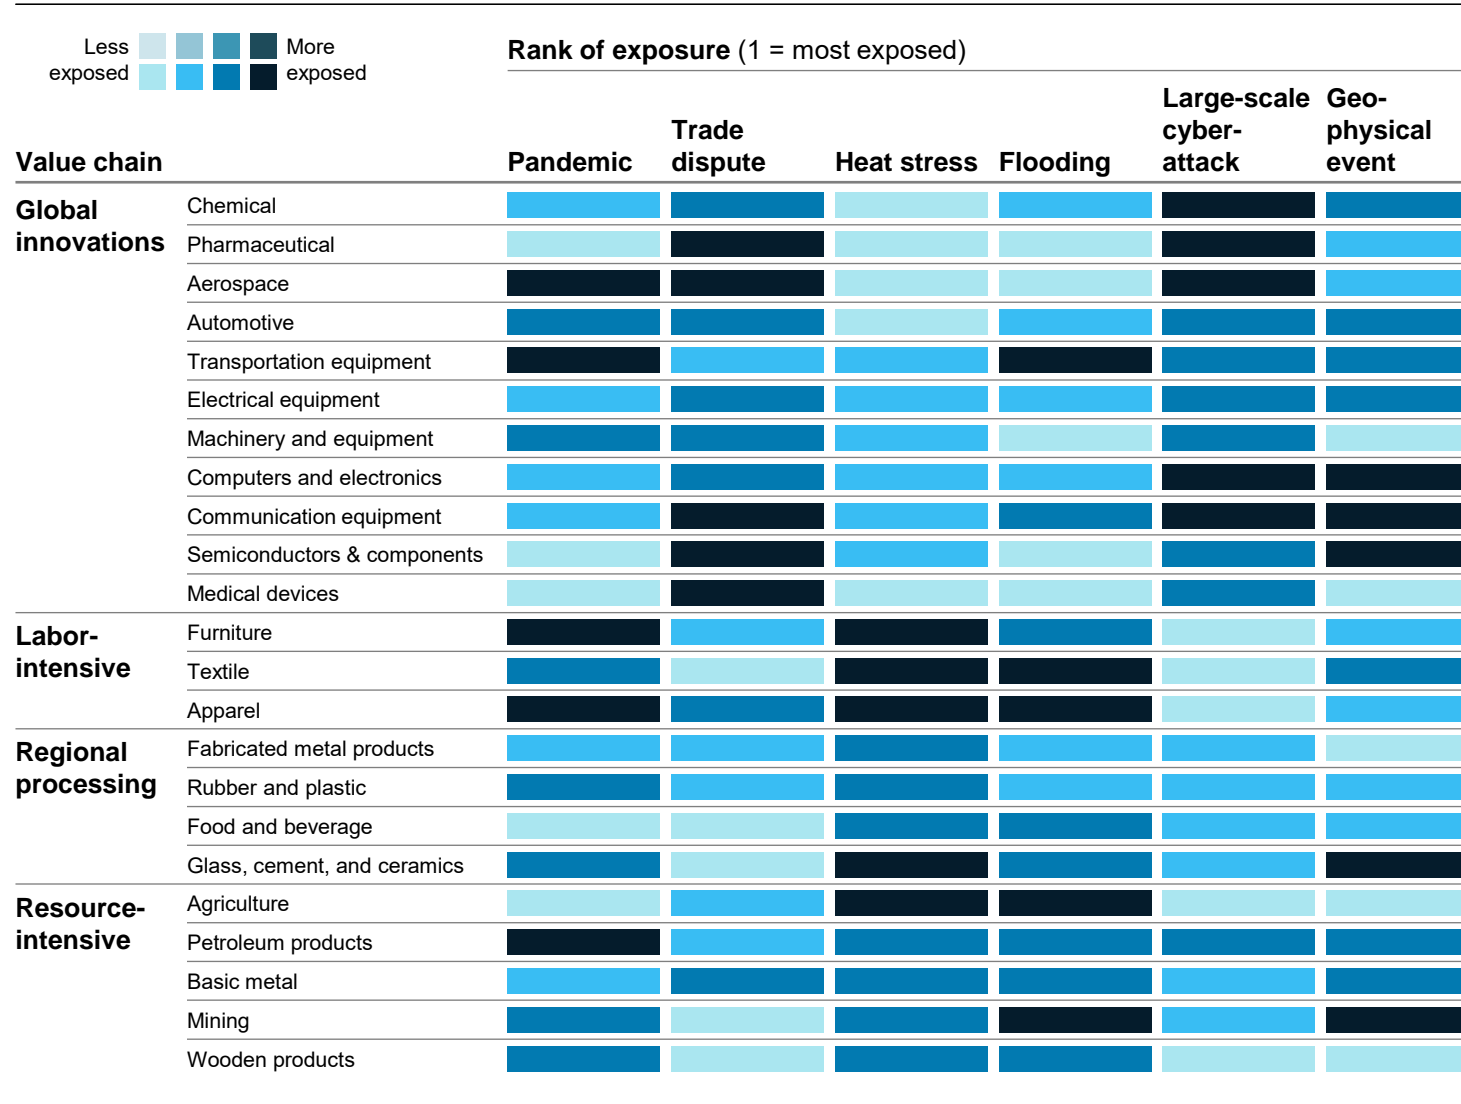 Less
exposed
More
exposed
Rank of exposure (1 = most exposed)
Value chain
Pandemic
Trade
dispute
Heat stress
Flooding
Large-scale
cyber-
attack
Geo-
physical
event
Global
innovations
Chemical
Pharmaceutical
Aerospace
Automotive
Transportation equipment
Electrical equipment
Machinery and equipment
Computers and electronics
Communication equipment
Semiconductors & components
Medical devices
Labor-
intensive
Furniture
Textile
Apparel
Regional
processing
Fabricated metal products
Rubber and plastic
Food and beverage
Glass, cement, and ceramics
Resource-
intensive
Agriculture
Petroleum products
Basic metal
Mining
Wooden products